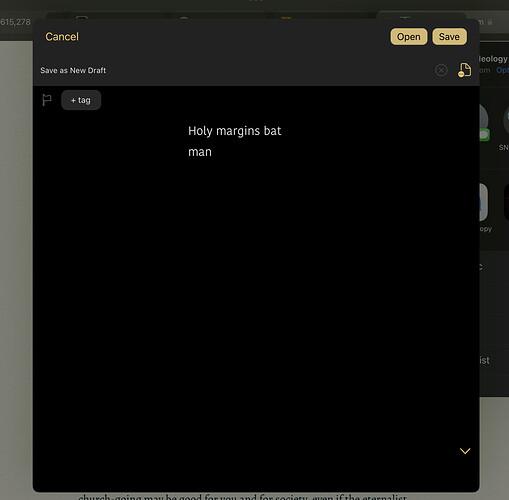 615,278
m
Cancel
Open
Save
Save as New Draft
+ tag
Holy margins bat
man
leology
om Opt
SN
opy
c
ist
church-going may be good for you and for society, even if the eternalist